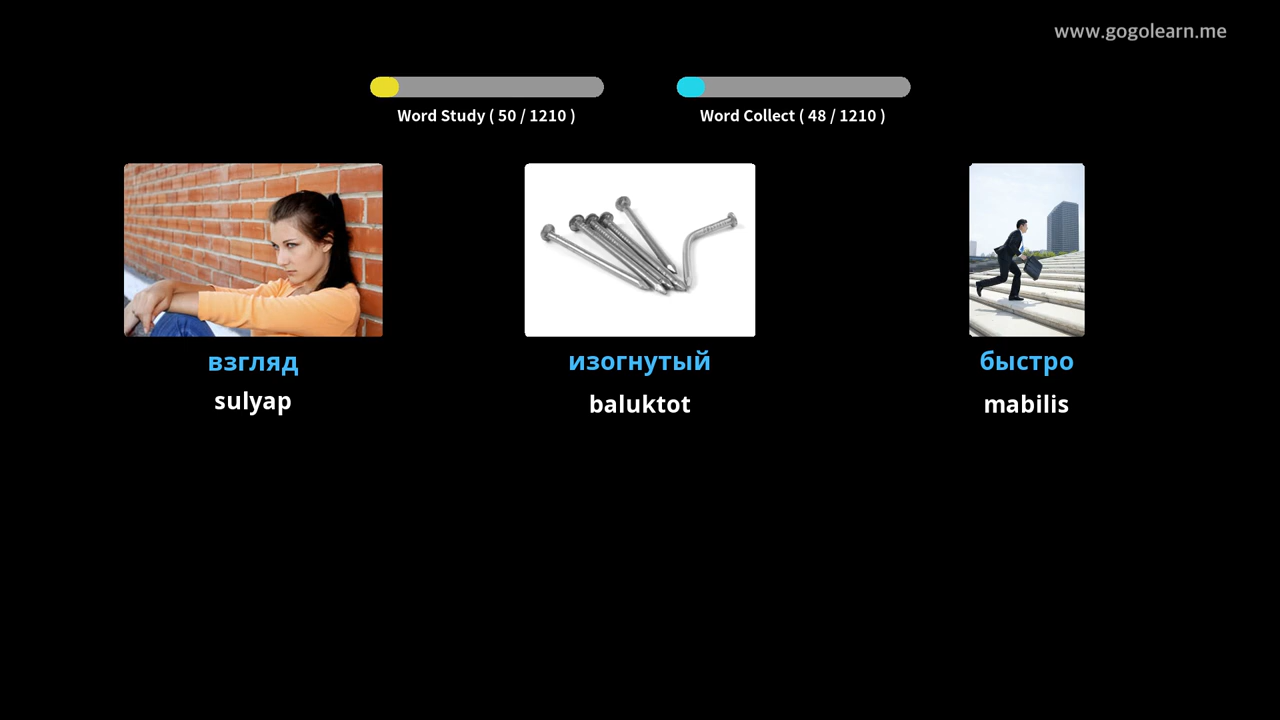 www.gogolearn.me
Word Study ( 50 / 1210 )
Word Collect ( 48 / 1210 )
взгляд
sulyap
изогнутый
baluktot
быстро
mabilis